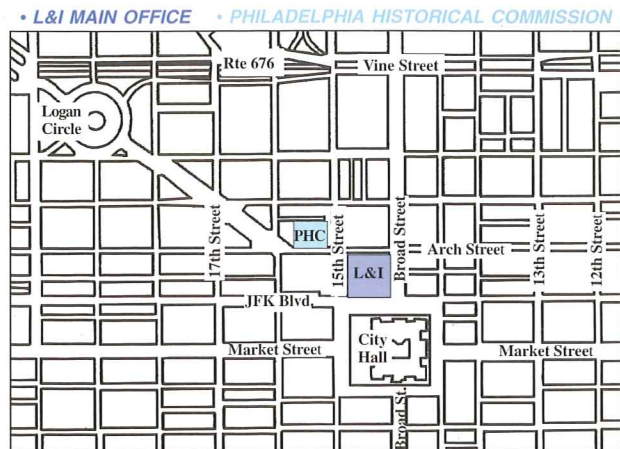 • L&I MAIN OFFICE • PHILADELPHIA HISTORICAL COMMISSION
Rte 676
Vine Street
Logan
Circle
17th Street
PHC
15th Street
Broad Street
Arch Street
13th Street
12th Street
L&I
JFK Blvd.
Market Street
City
Hall
Market Street
Broad St.